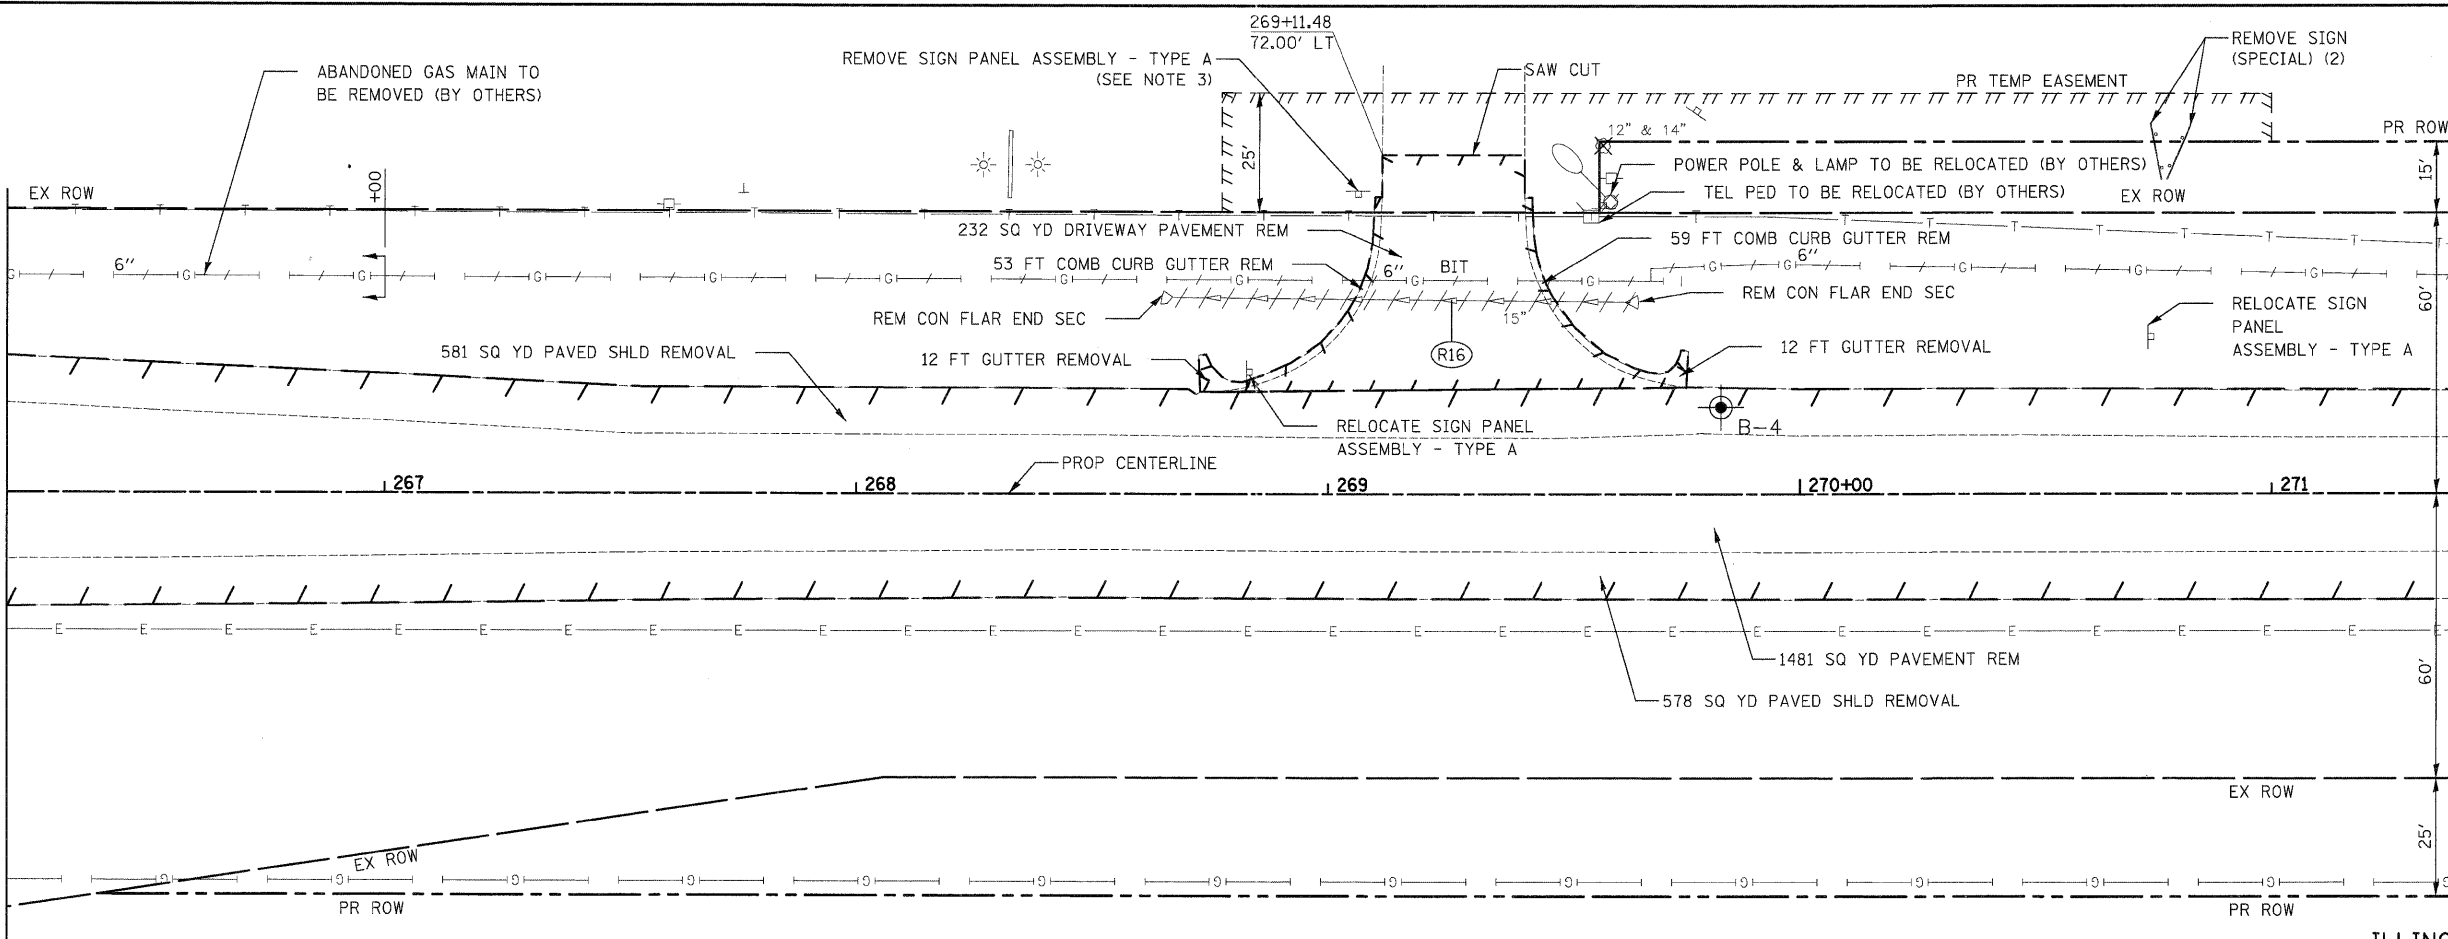 269+11.48
72.00' LT
REMOVE SIGN PANEL ASSEMBLY - TYPE A
(SEE NOTE 3)
ABANDONED GAS MAIN TO
BE REMOVED (BY OTHERS)
SAW CUT
REMOVE SIGN
(SPECIAL) (2)
PR TEMP EASEMENT
PR ROW
12" & 14"
25'
15'
POWER POLE & LAMP TO BE RELOCATED (BY OTHERS)
TEL PED TO BE RELOCATED (BY OTHERS)
EX ROW
+00
EX ROW
232 SQ YD DRIVEWAY PAVEMENT REM
59 FT COMB CURB GUTTER REM
53 FT COMB CURB GUTTER REM
6"
6"
BIT
6"
REM CON FLAR END SEC
REM CON FLAR END SEC
15"
60'
RELOCATE SIGN
PANEL
ASSEMBLY - TYPE A
581 SQ YD PAVED SHLD REMOVAL
12 FT GUTTER REMOVAL
R16
12 FT GUTTER REMOVAL
RELOCATE SIGN PANEL
ASSEMBLY - TYPE A
B-4
PROP CENTERLINE
267
268
269
270+00
271
1481 SQ YD PAVEMENT REM
578 SQ YD PAVED SHLD REMOVAL
60'
EX ROW
25'
EX ROW
PR ROW
PR ROW